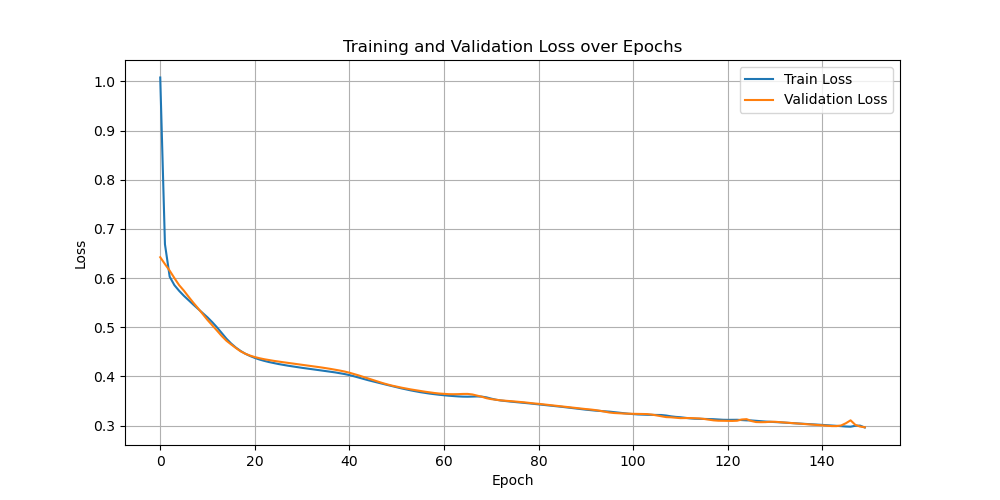 Training and Validation Loss over Epochs
Train Loss
Validation Loss
1.0
0.9
0.8
0.7
0.6
0.5
0.4
0.3
Loss
0 20 40 60 80 100 120 140
Epoch